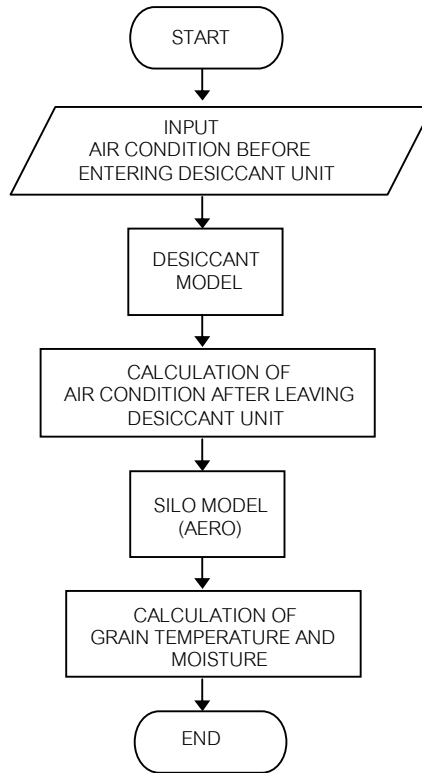 START
INPUT
AIR CONDITION BEFORE
ENTERING DESICCANT UNIT
DESICCANT
MODEL
CALCULATION OF
AIR CONDITION AFTER LEAVING
DESICCANT UNIT
SILO MODEL
(AERO)
CALCULATION OF
GRAIN TEMPERATURE AND
MOISTURE
END